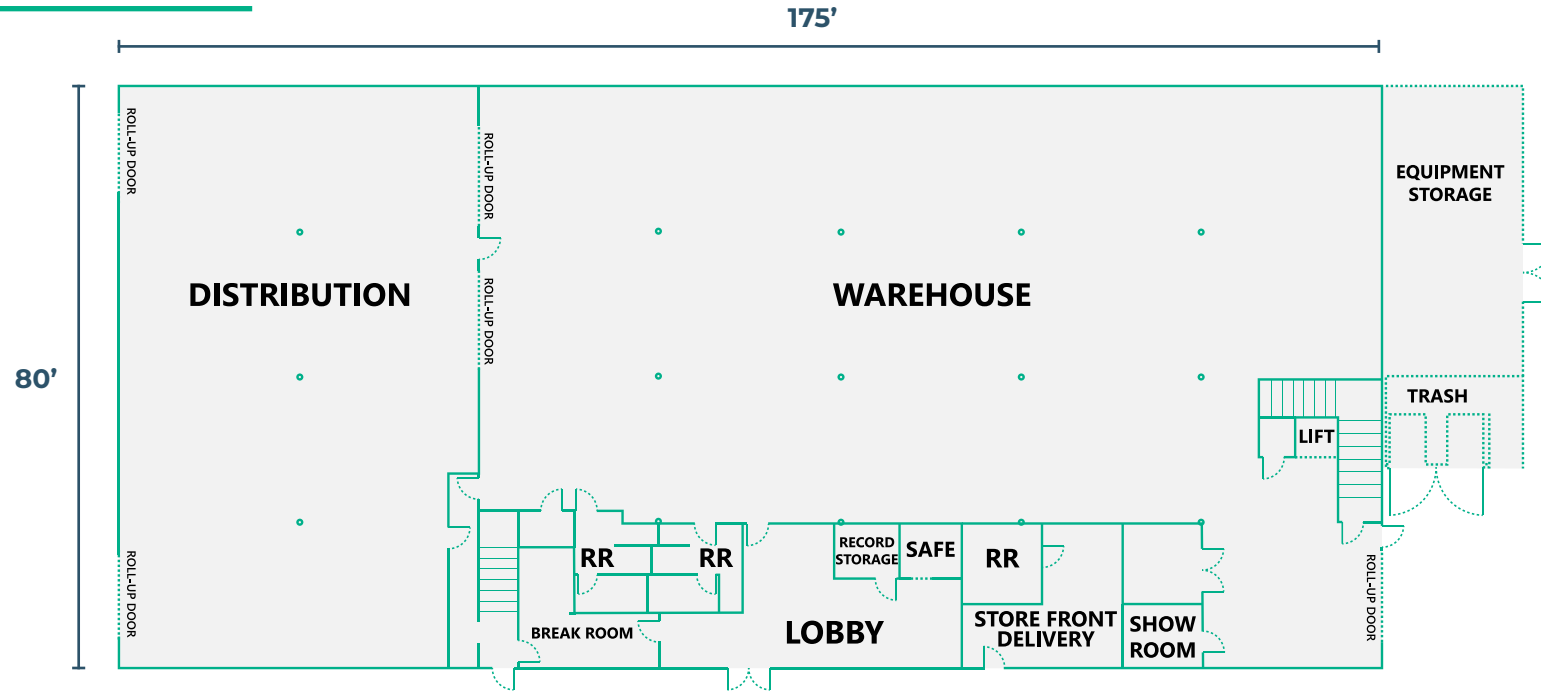 175’
ROLL-UP DOOR
ROLL-UP DOOR
EQUIPMENT
STORAGE
DISTRIBUTION
ROLL-UP DOOR
WAREHOUSE
80’
TRASH
LIFT
RECORD
STORAGE
SAFE
RR
RR
RR
ROLL-UP DOOR
ROLL-UP DOOR
BREAK ROOM
LOBBY
STORE FRONT
DELIVERY
SHOW
ROOM